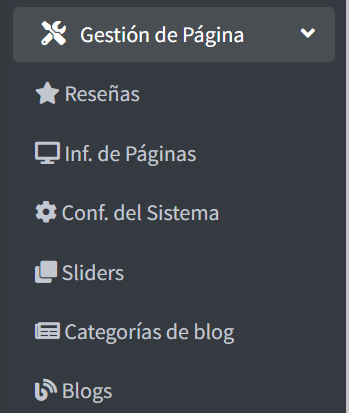 Gestión de Página
Reseñas
Inf. de Páginas
Conf. del Sistema
Sliders
Categorías de blog
Blogs